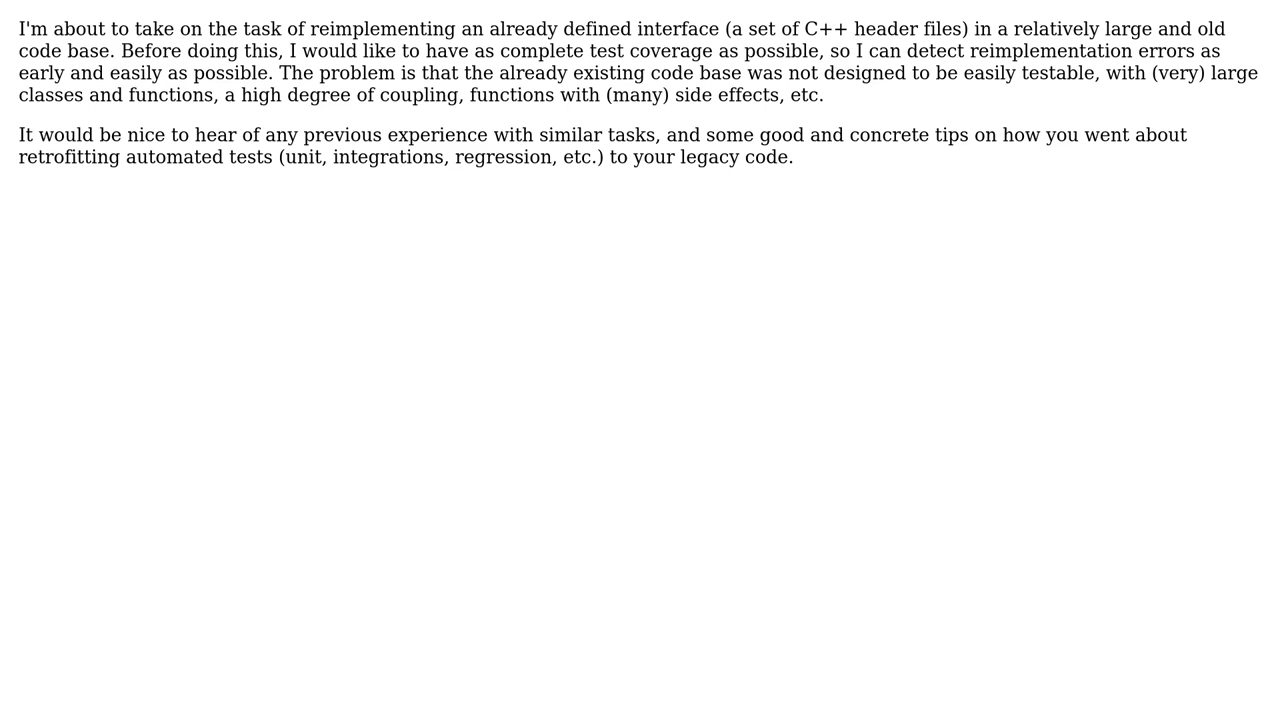 I'm about to take on the task of reimplementing an already defined interface (a set of C++ header files) in a relatively large and old
code base. Before doing this, I would like to have as complete test coverage as possible, so I can detect reimplementation errors as
early and easily as possible. The problem is that the already existing code base was not designed to be easily testable, with (very) large
classes and functions, a high degree of coupling, functions with (many) side effects, etc.
It would be nice to hear of any previous experience with similar tasks, and some good and concrete tips on how you went about
retrofitting automated tests (unit, integrations, regression, etc.) to your legacy code.